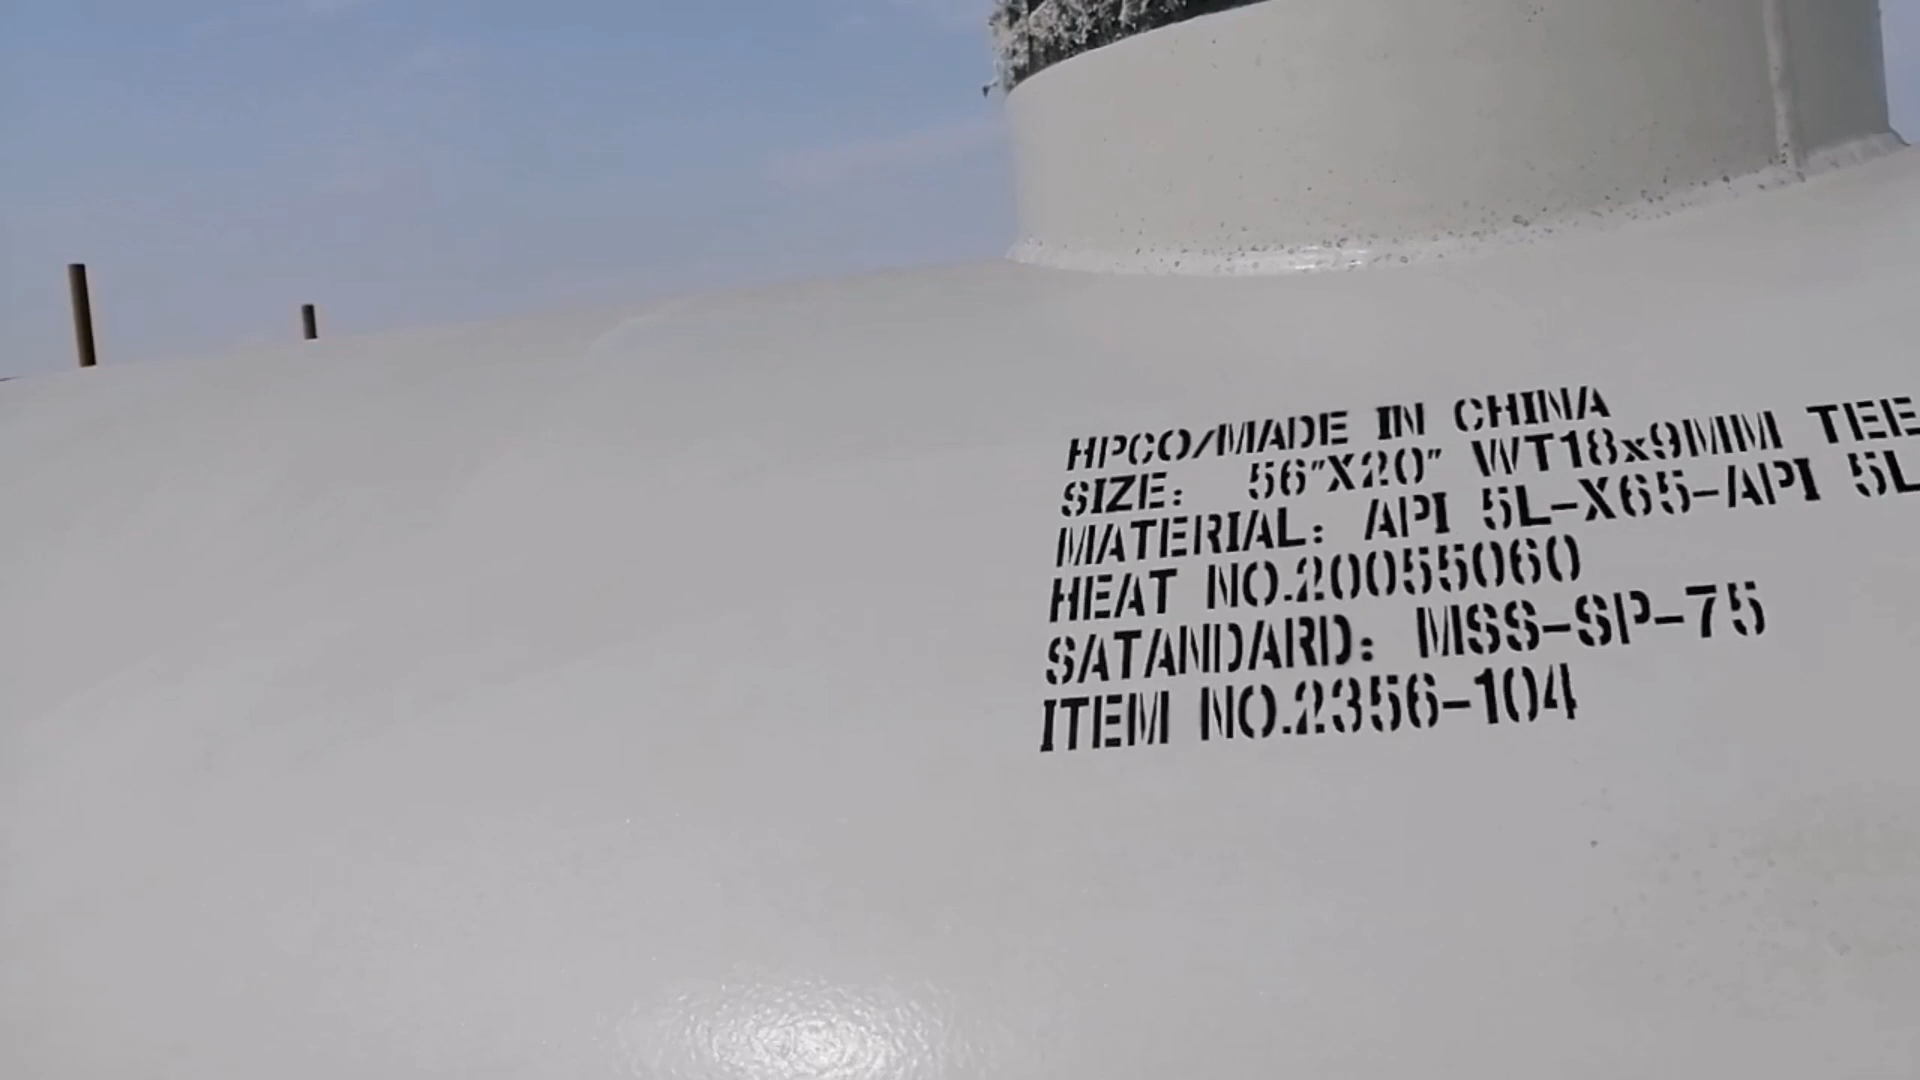 HPCO/MADE IN CHINA
SIZE: 56"X20" WT18x9MM TEE
MATERIAL: API 5L-X65-API 5L
HEAT NO.20055060
SATANDARD: MSS-SP-75
ITEM NO.2356-104